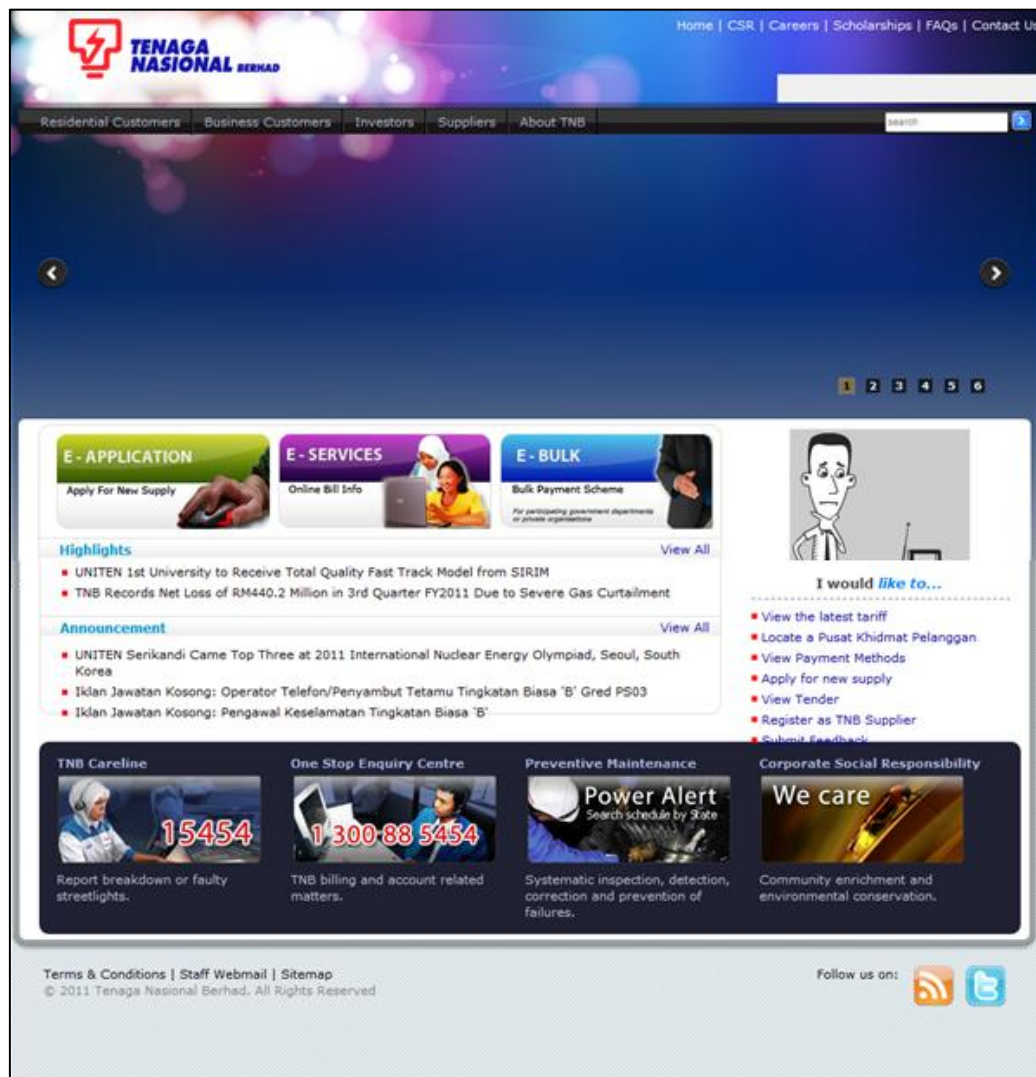 TENAGA
NASIONAL BERHAD
Home | CSR | Careers | Scholarships | FAQs | Contact Us
Residential Customers Business Customers Investors Suppliers About TNB
search
1 2 3 4 5 6
E - APPLICATION
Apply For New Supply
E - SERVICES
Online Bill Info
E - BULK
Bulk Payment Scheme
For participating government departments
or private organisations
Highlights View All
UNITEN 1st University to Receive Total Quality Fast Track Model from SIRIM
TNB Records Net Loss of RM440.2 Million in 3rd Quarter FY2011 Due to Severe Gas Curtailment
Announcement View All
UNITEN Serikandi Came Top Three at 2011 International Nuclear Energy Olympiad, Seoul, South
Korea
Iklan Jawatan Kosong: Operator Telefon/Penyambut Tetamu Tingkatan Biasa 'B' Gred PS03
Iklan Jawatan Kosong: Pengawal Keselamatan Tingkatan Biasa 'B'
I would like to...
View the latest tariff
Locate a Pusat Khidmat Pelanggan
View Payment Methods
Apply for new supply
View Tender
Register as TNB Supplier
Submit Feedback
TNB Careline
15454
Report breakdown or faulty
streetlights.
One Stop Enquiry Centre
1 300 88 5454
TNB billing and account related
matters.
Preventive Maintenance
Power Alert
Search schedule by State
Systematic inspection, detection,
correction and prevention of
failures.
Corporate Social Responsibility
We care
Community enrichment and
environmental conservation.
Terms & Conditions | Staff Webmail | Sitemap
© 2011 Tenaga Nasional Berhad. All Rights Reserved
Follow us on: